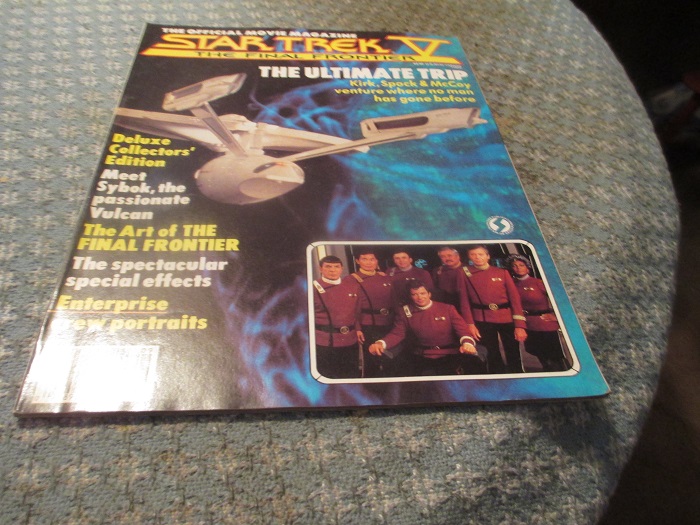 THE OFFICIAL MOVIE MAGAZINE
STAR TREK V
THE FINAL FRONTIER
THE ULTIMATE TRIP
Kirk, Spock & McCoy
venture where no man
has gone before
Deluxe
Collectors'
Edition
Meet
Sybok, the
passionate
Vulcan
The Art of THE
FINAL FRONTIER
The spectacular
special effects
Enterprise
crew portraits